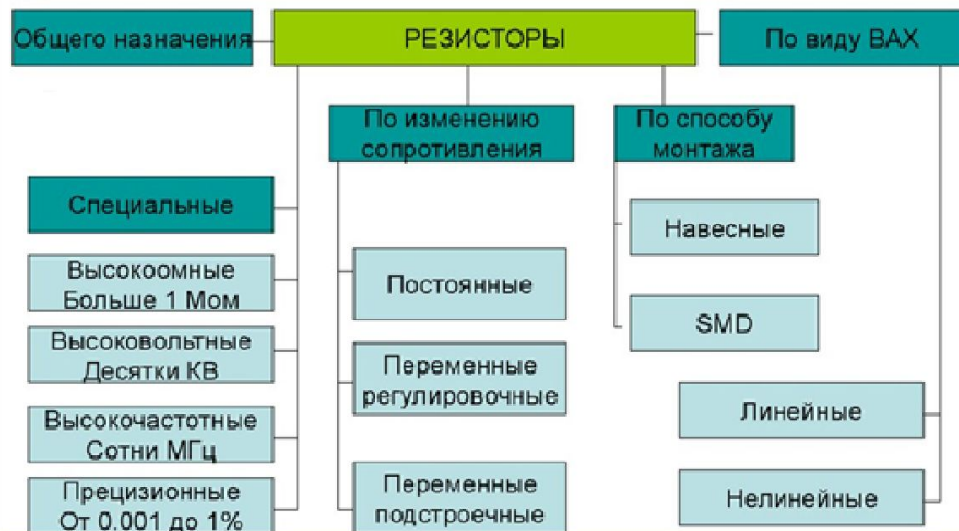 Общего назначения
РЕЗИСТОРЫ
По виду ВАХ
По изменению
сопротивления
По способу
монтажа
Специальные
Высокоомные
Больше 1 Мом
Высоковольтные
Десятки КВ
Высокочастотные
Сотни МГц
Прецизионные
От 0.001 до 1%
Постоянные
Переменные
регулировочные
Переменные
подстроечные
Навесные
SMD
Линейные
Нелинейные